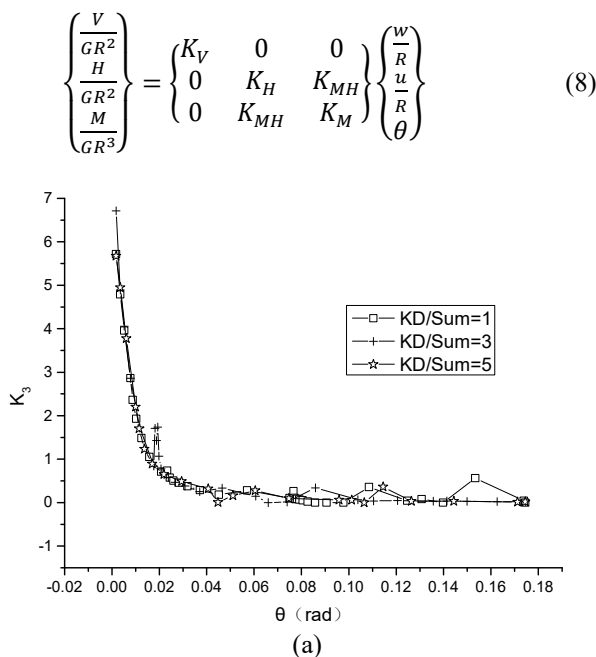 {V/GR² H/GR² M/GR³} = {K_V 0 0 0 K_H K_MH 0 K_MH K_M} {w/R u/R θ} (8)
7
6
5
4
3
2
1
0
-1
K₃
KD/Sum=1
KD/Sum=3
KD/Sum=5
-0.02 0.00 0.02 0.04 0.06 0.08 0.10 0.12 0.14 0.16 0.18
θ（rad）
(a)